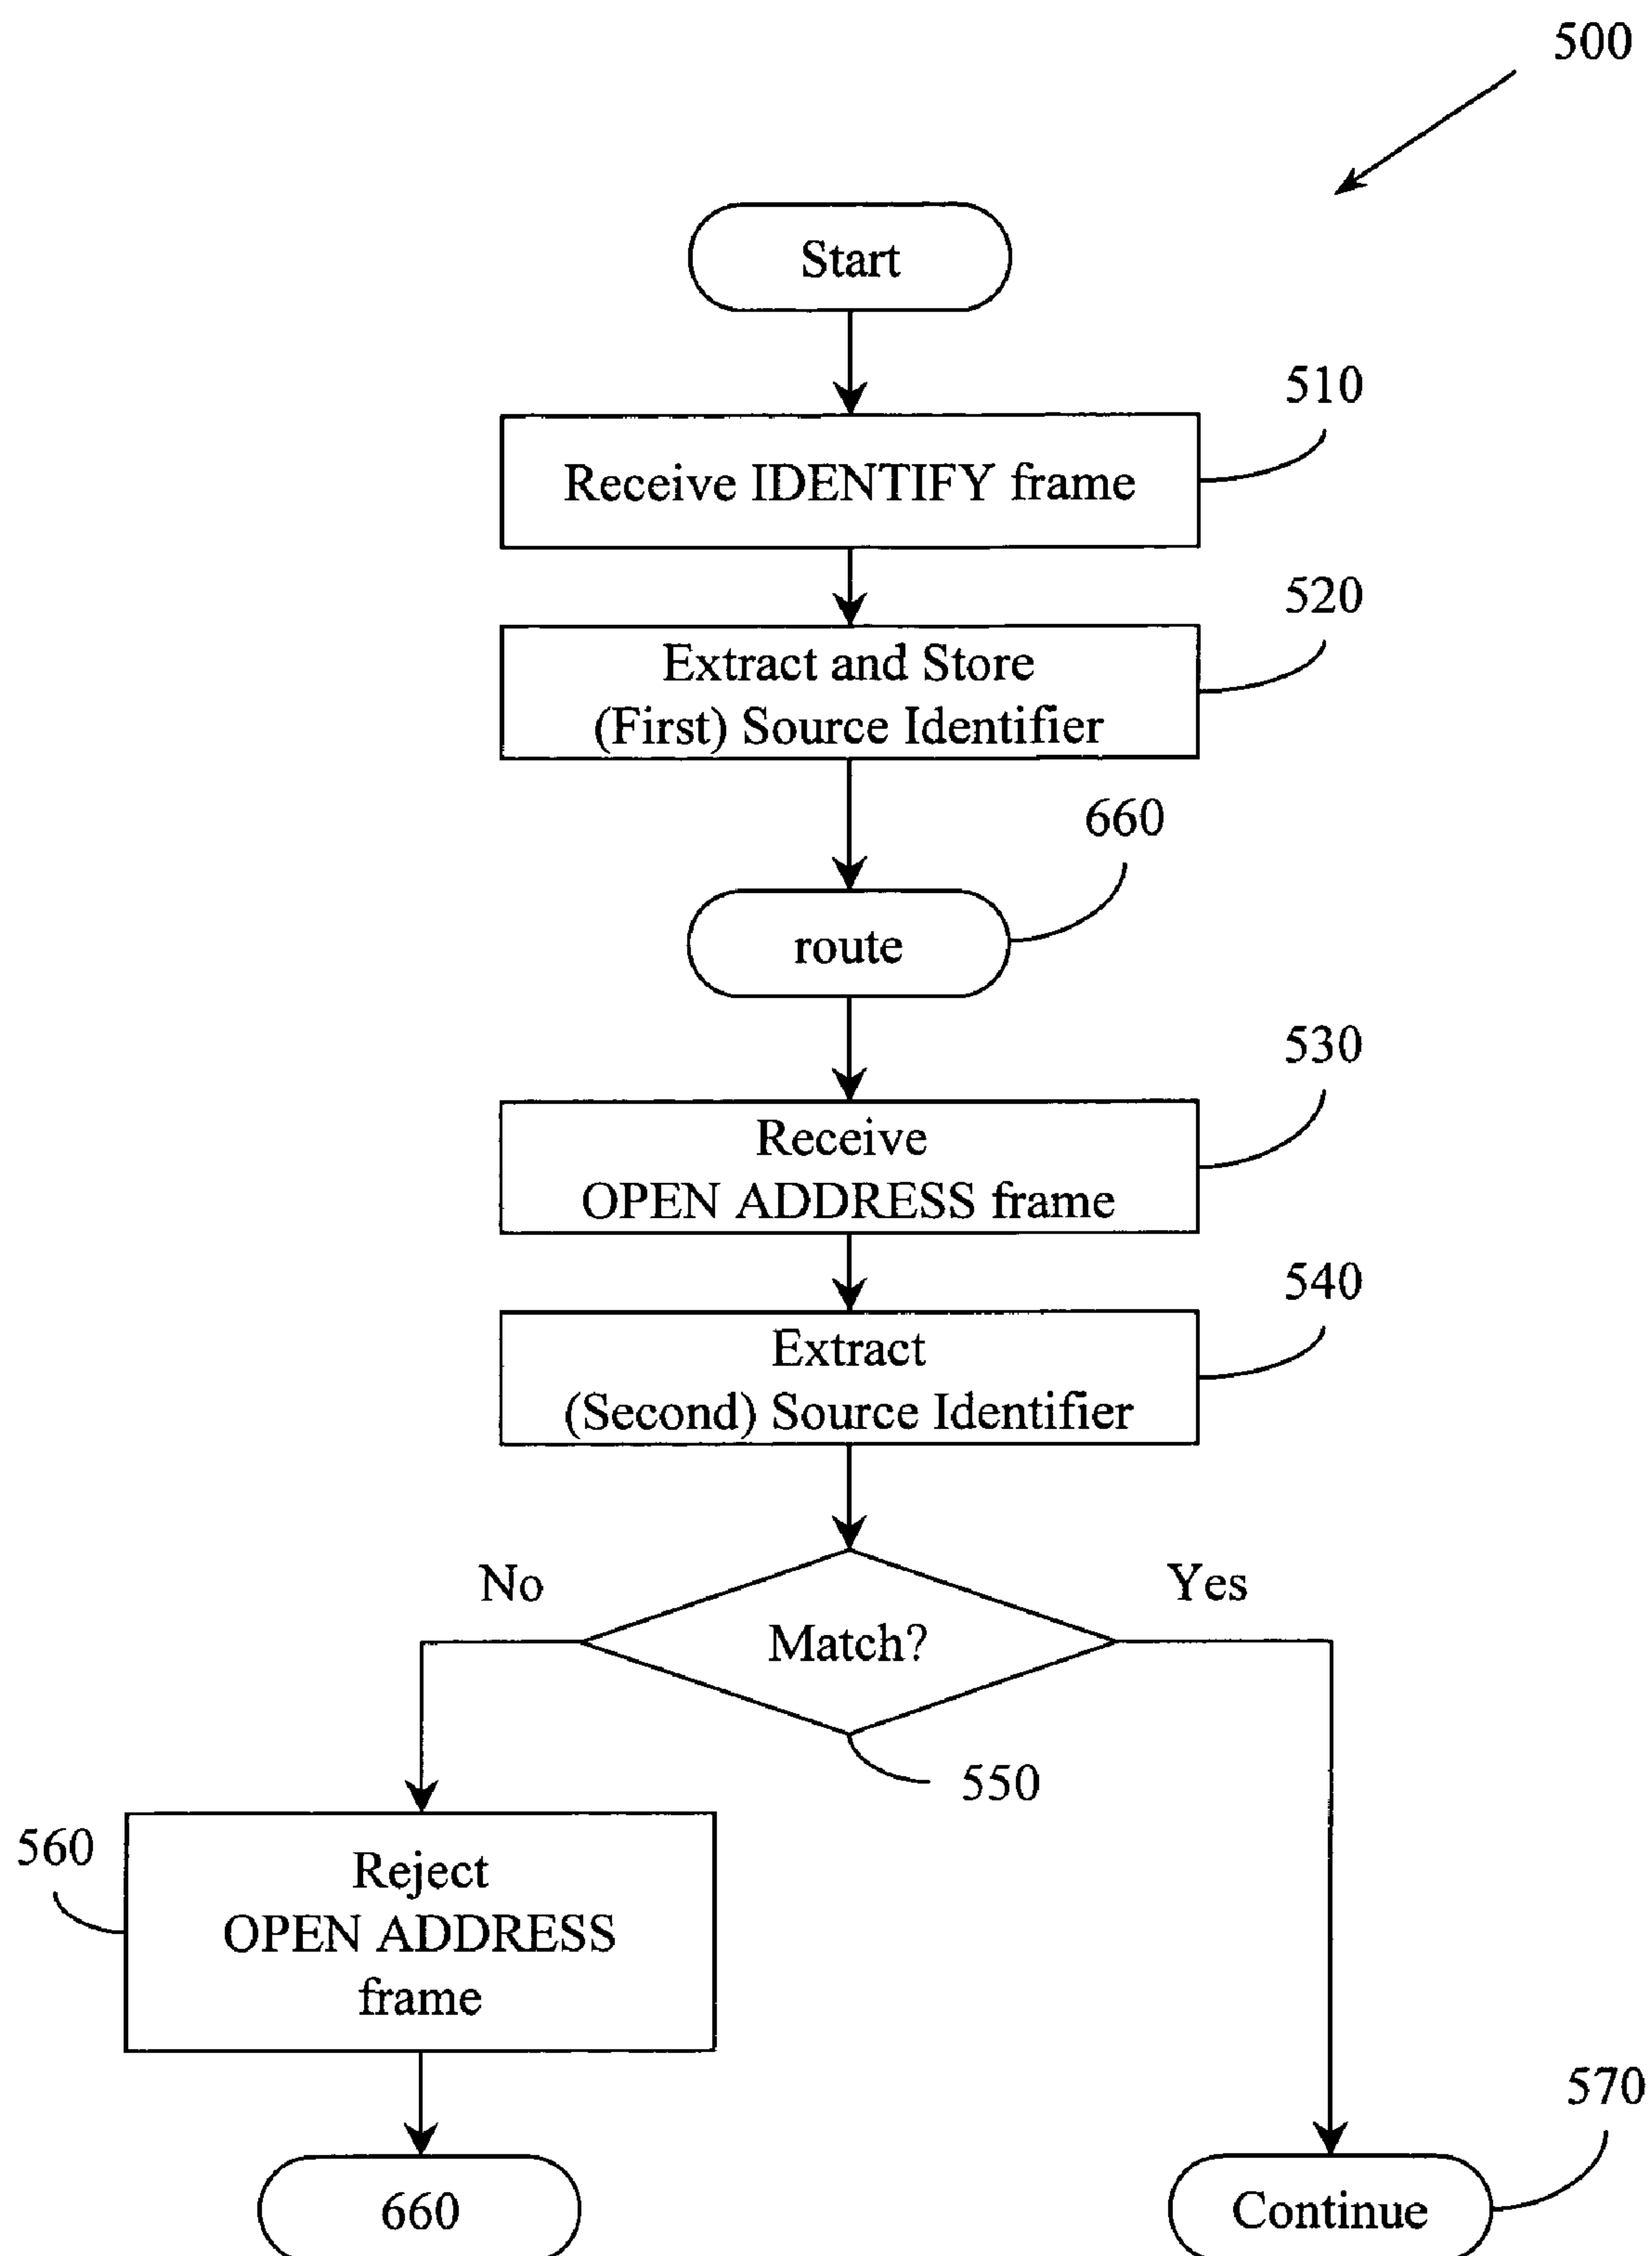 500
Start
510
Receive IDENTIFY frame
520
Extract and Store
(First) Source Identifier
660
route
530
Receive
OPEN ADDRESS frame
540
Extract
(Second) Source Identifier
No
Yes
Match?
550
560
Reject
OPEN ADDRESS
frame
570
660
Continue